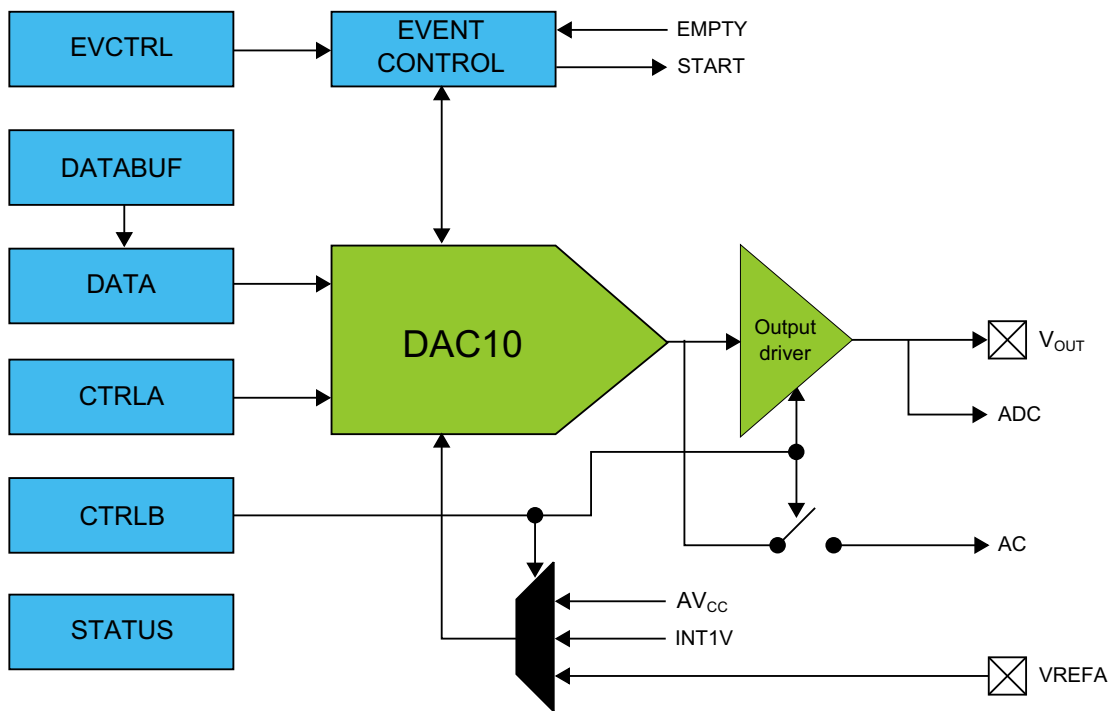 EVCTRL
EVENT
CONTROL
EMPTY
START
DATABUF
DATA
DAC10
Output
driver
VOUT
ADC
CTRLA
CTRLB
AC
STATUS
AVCC
INT1V
VREFA